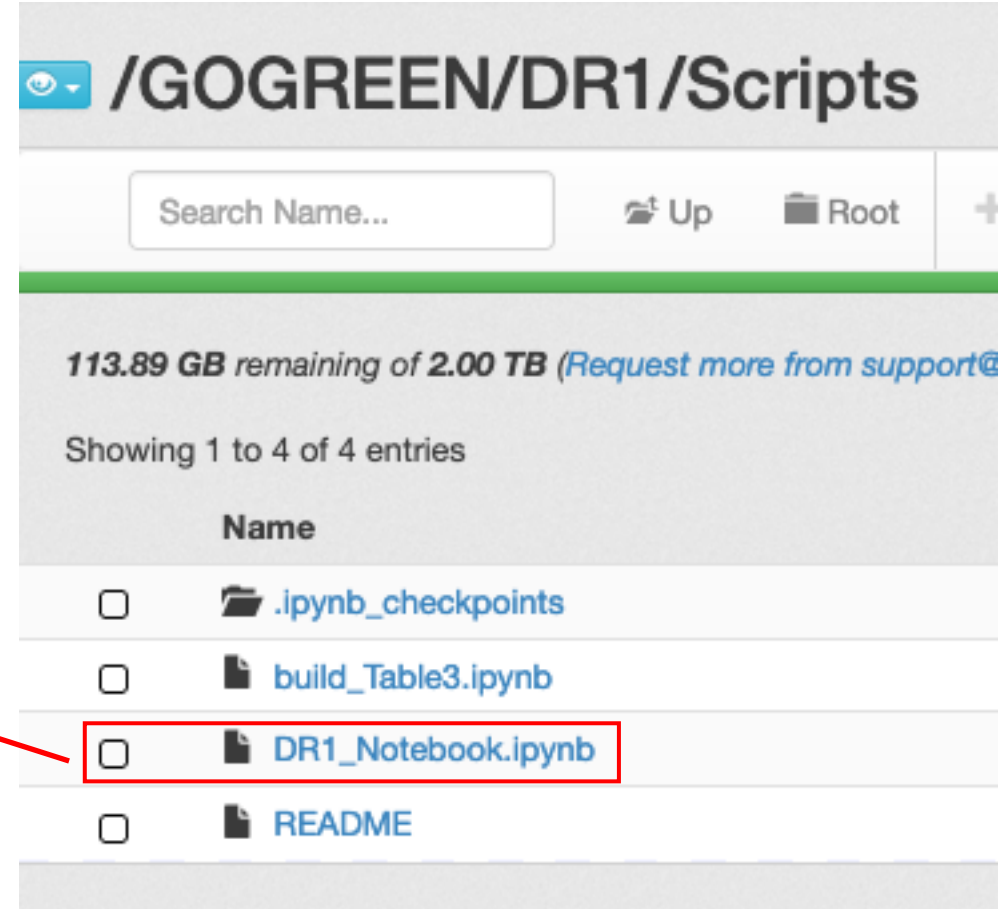 /GOGREEN/DR1/Scripts
Search Name... Up Root
113.89 GB remaining of 2.00 TB (Request more from support@
Showing 1 to 4 of 4 entries
Name
.ipynb_checkpoints
build_Table3.ipynb
DR1_Notebook.ipynb
README